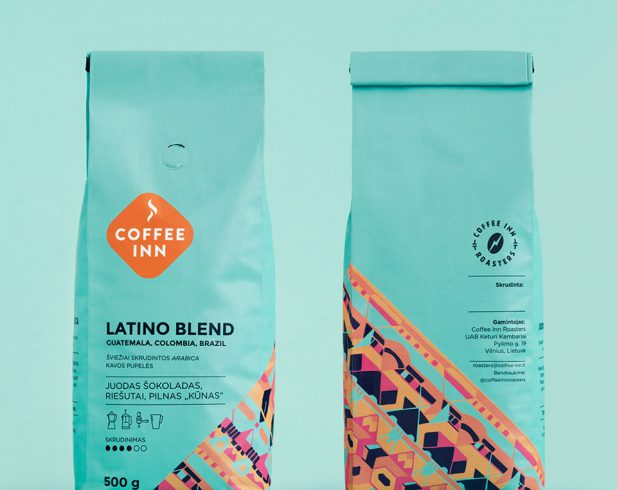 COFFEE
INN
LATINO BLEND
GUATEMALA, COLOMBIA, BRAZIL
ŠVIEŽIAI SKRUDINTOS ARABICA
KAVOS PUPELĖS
JUODAS ŠOKOLADAS,
RIEŠUTAI, PILNAS „KŪNAS“
SKRUDINIMAS
500 g
COFFEE INN
ROASTERS
Skrudinta:
Gamintojas:
Coffee Inn Roasters
UAB Keturi Kambariai
Pylimo g. 19
Vilnius, Lietuva
roasters@coffee-inn.lt
Bendraukime:
@coffeeinnroasters